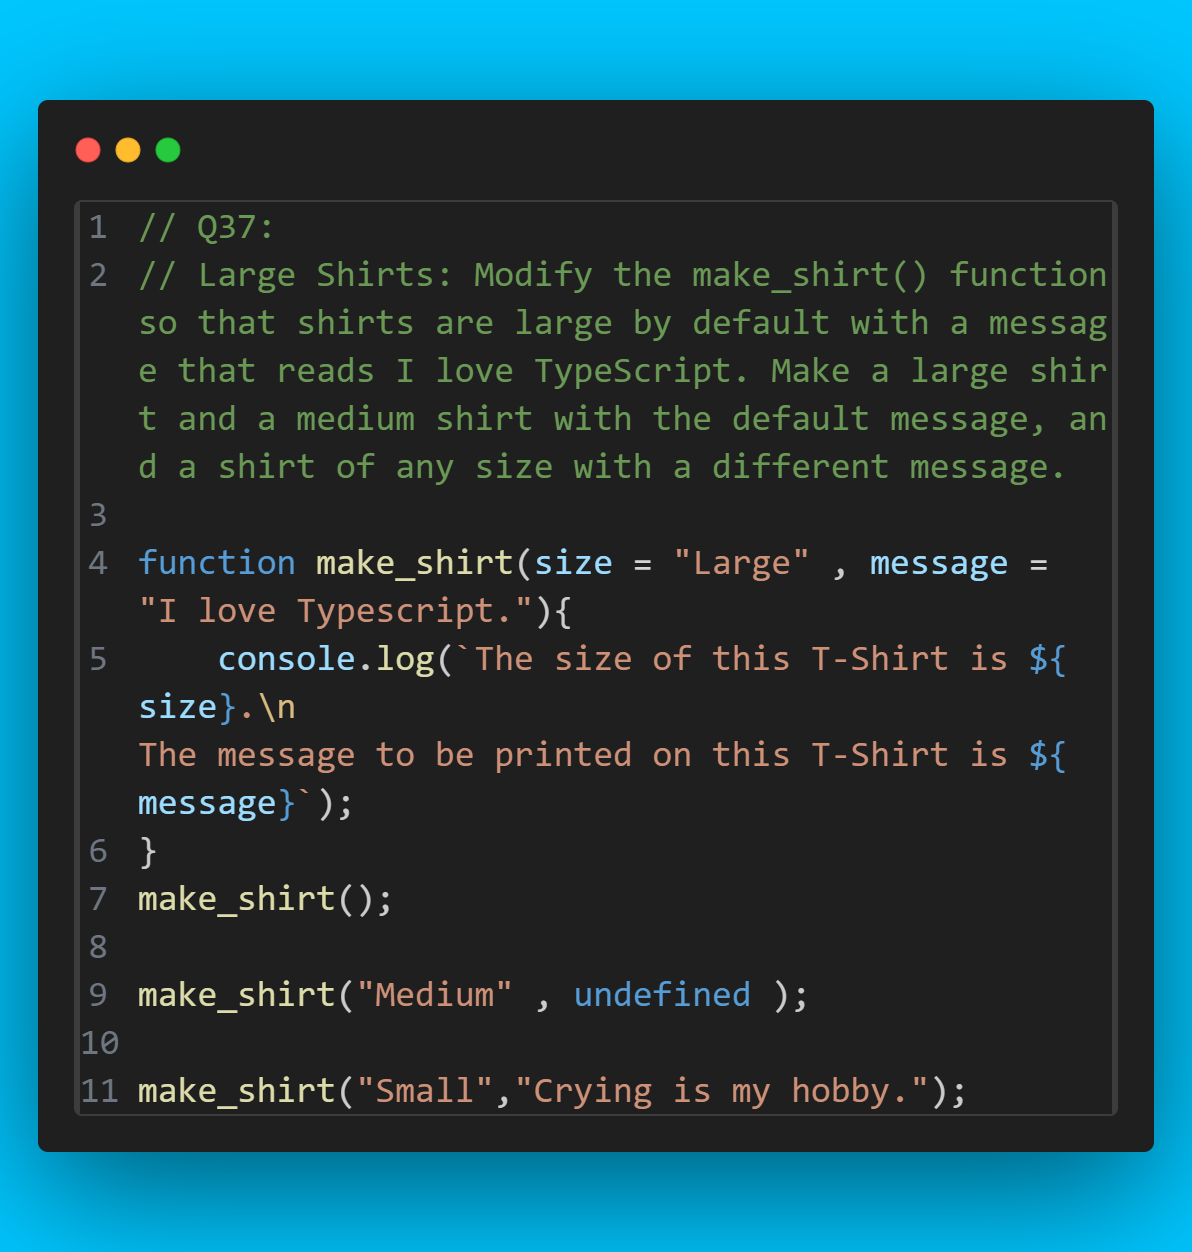 1 // Q37:
2 // Large Shirts: Modify the make_shirt() function
so that shirts are large by default with a messag
e that reads I love TypeScript. Make a large shir
t and a medium shirt with the default message, an
d a shirt of any size with a different message.
3
4 function make_shirt(size = "Large" , message =
"I love Typescript."){
5     console.log(`The size of this T-Shirt is ${
size}.\n
The message to be printed on this T-Shirt is ${
message}`);
6 }
7 make_shirt();
8
9 make_shirt("Medium" , undefined );
10
11 make_shirt("Small","Crying is my hobby.");